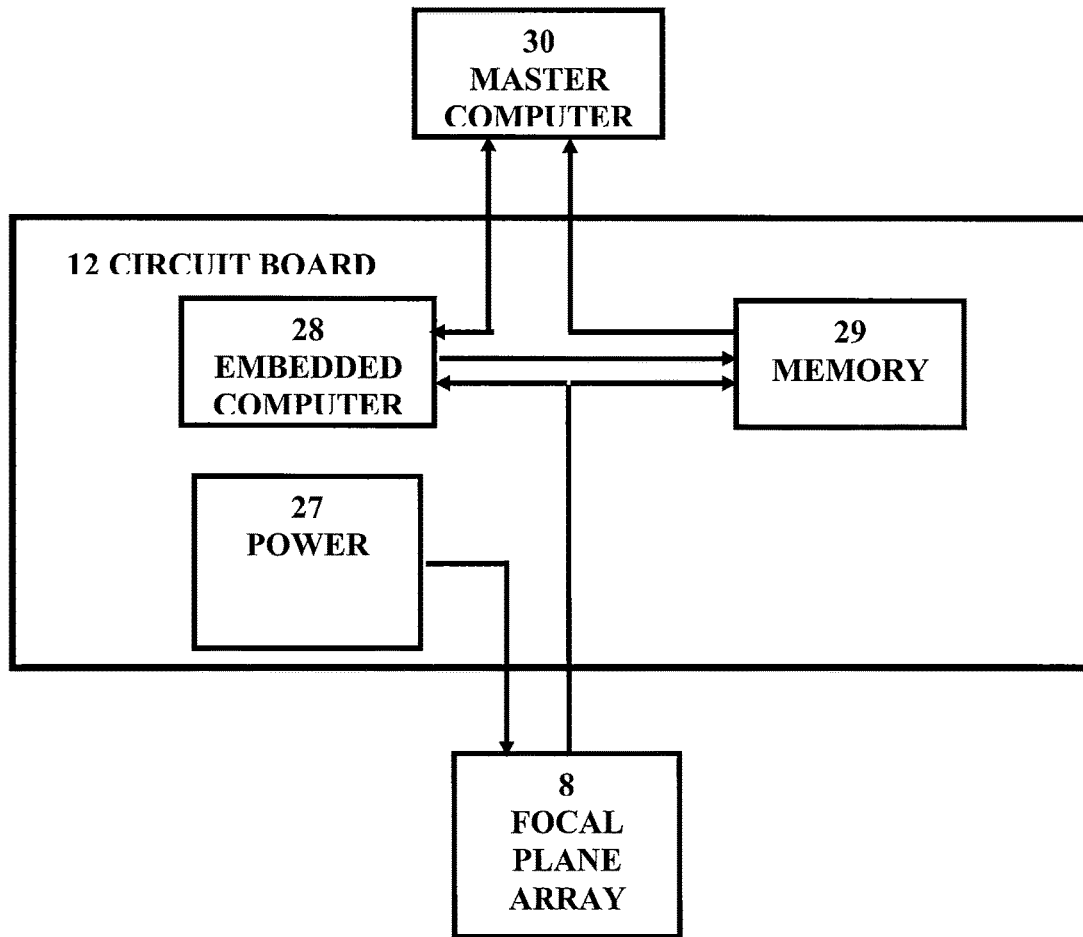 30
MASTER
COMPUTER
12 CIRCUIT BOARD
28
EMBEDDED
COMPUTER
29
MEMORY
27
POWER
8
FOCAL
PLANE
ARRAY